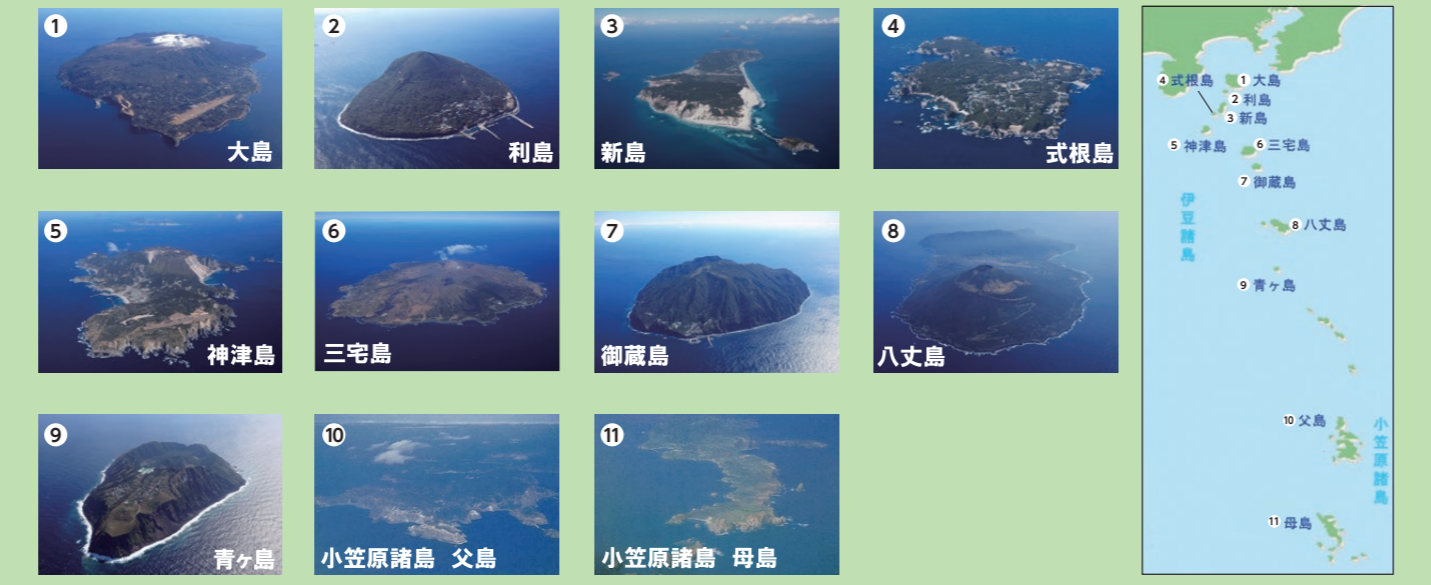 1
大島
2
利島
3
新島
4
式根島
5
神津島
6
三宅島
7
御蔵島
8
八丈島
9
青ヶ島
10
小笠原諸島 父島
11
小笠原諸島 母島
4 式根島
1 大島
2 利島
3 新島
5 神津島
6 三宅島
7 御蔵島
伊豆諸島
8 八丈島
9 青ヶ島
10 父島
小笠原諸島
11 母島